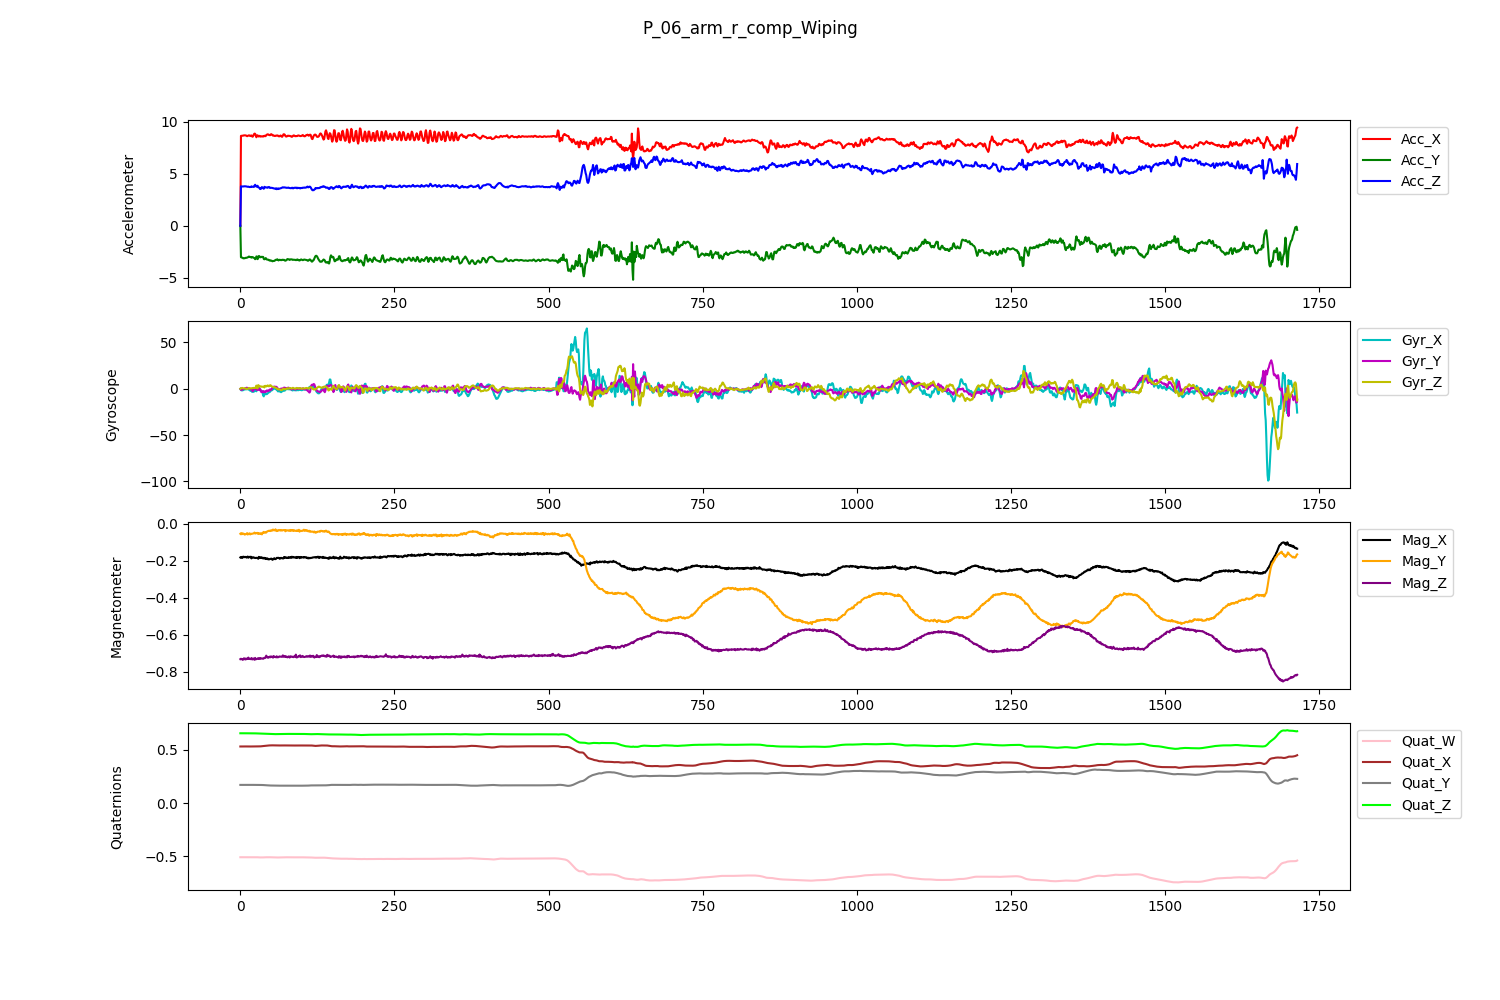 P_06_arm_r_comp_Wiping
Accelerometer
10
5
0
−5
0 250 500 750 1000 1250 1500 1750
Acc_X
Acc_Y
Acc_Z
Gyroscope
50
0
−50
−100
0 250 500 750 1000 1250 1500 1750
Gyr_X
Gyr_Y
Gyr_Z
Magnetometer
0.0
−0.2
−0.4
−0.6
−0.8
0 250 500 750 1000 1250 1500 1750
Mag_X
Mag_Y
Mag_Z
Quaternions
0.5
0.0
−0.5
0 250 500 750 1000 1250 1500 1750
Quat_W
Quat_X
Quat_Y
Quat_Z